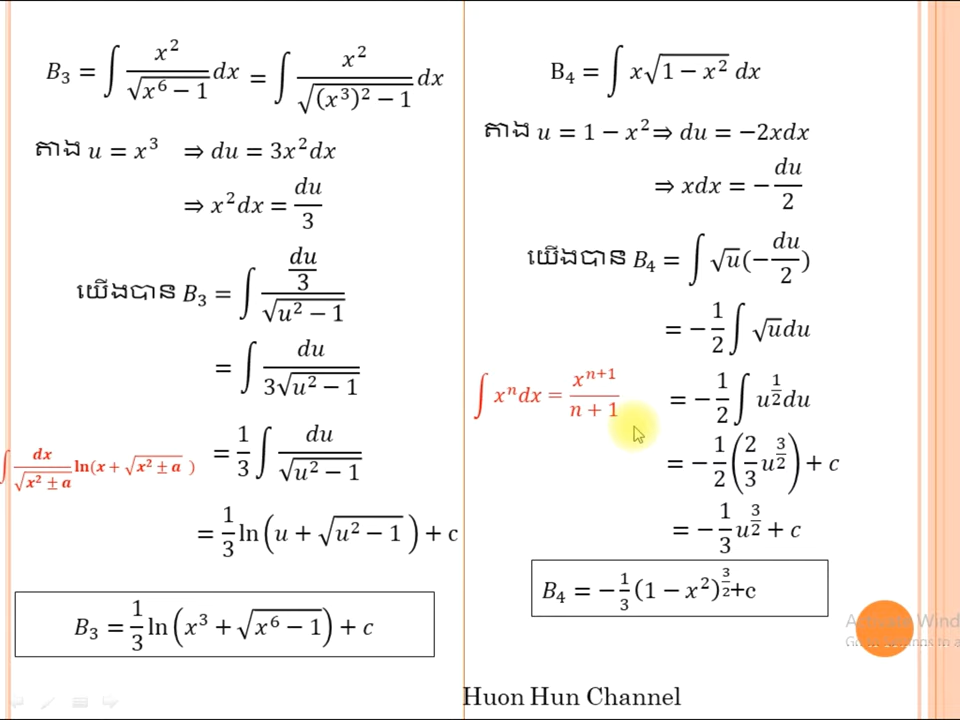 B₃ = ∫ x²/√(x⁶ − 1) dx = ∫ x²/√((x³)² − 1) dx
តាង u = x³ ⇒ du = 3x²dx
⇒ x²dx = du/3
យើងបាន B₃ = ∫ (du/3)/√(u² − 1)
= ∫ du/(3√(u² − 1))
= 1/3 ∫ du/√(u² − 1)
∫ dx/√(x² ± a) ln(x + √(x² ± a) )
= 1/3 ln(u + √(u² − 1)) + c
B₃ = 1/3 ln(x³ + √(x⁶ − 1)) + c
B₄ = ∫ x√(1 − x²) dx
តាង u = 1 − x² ⇒ du = −2xdx
⇒ xdx = − du/2
យើងបាន B₄ = ∫ √u(− du/2)
= − 1/2 ∫ √u du
∫ xⁿdx = xⁿ⁺¹/(n + 1)
= − 1/2 ∫ u^(1/2) du
= − 1/2 (2/3 u^(3/2)) + c
= − 1/3 u^(3/2) + c
B₄ = − 1/3 (1 − x²)^(3/2) +c
Huon Hun Channel